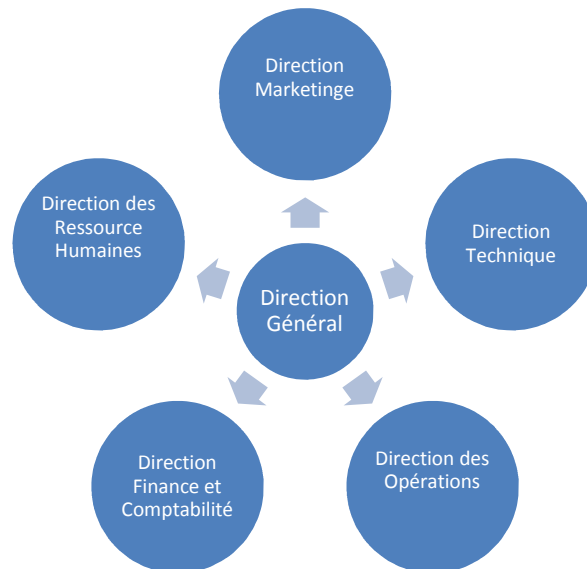 Direction
Marketinge
Direction des
Ressource
Humaines
Direction
Technique
Direction
Général
Direction
Finance et
Comptabilité
Direction des
Opérations